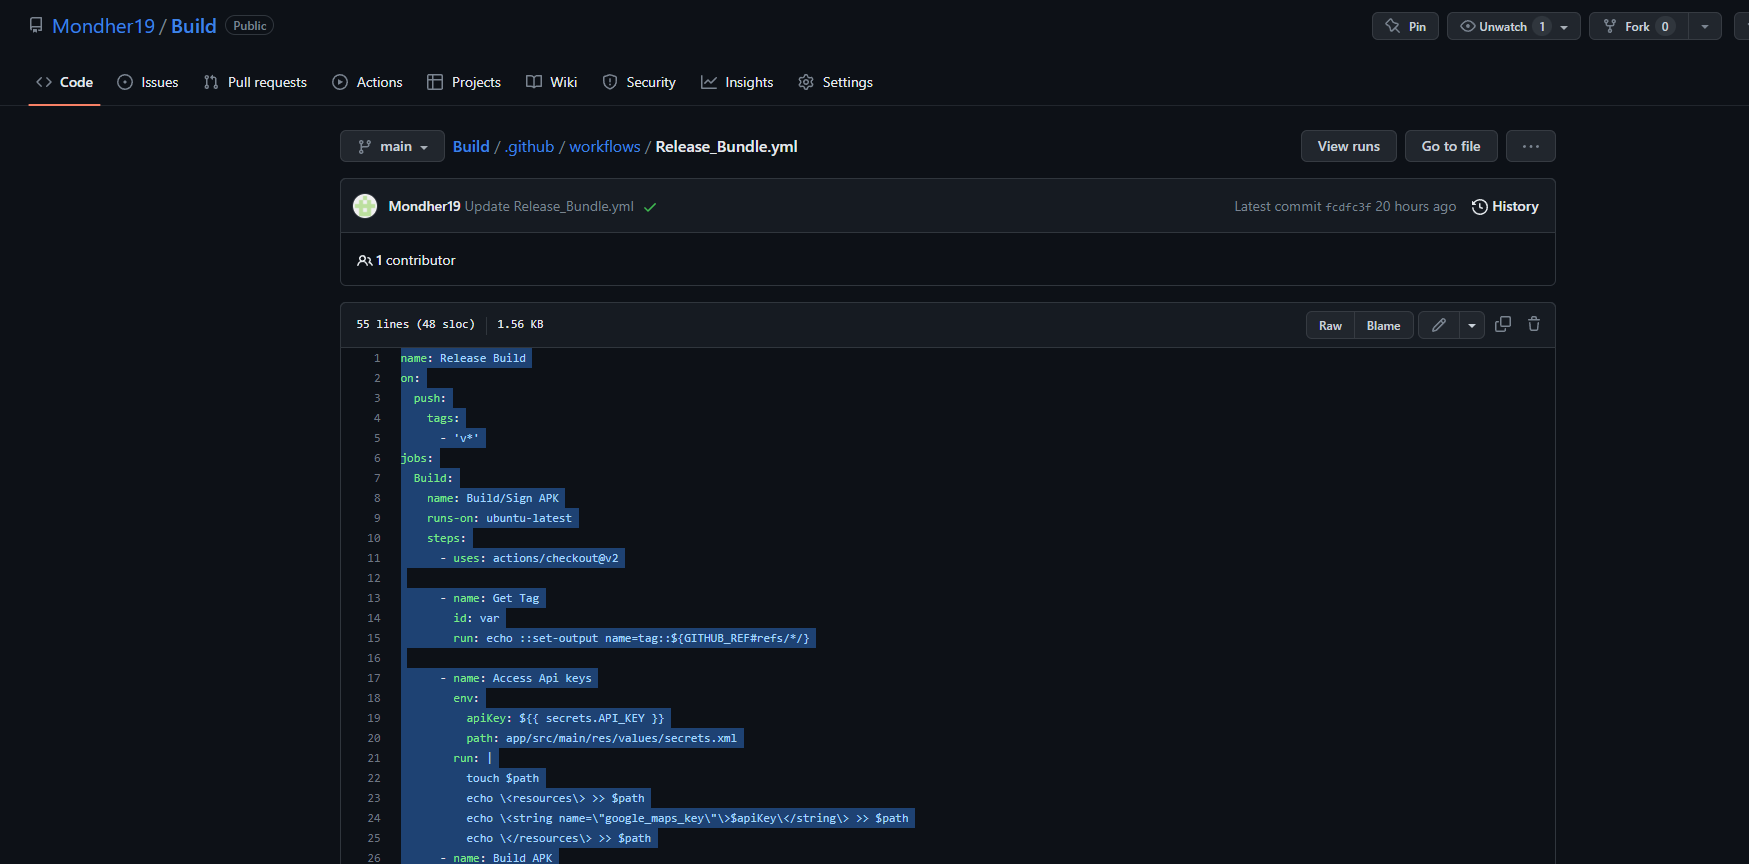 Mondher19 / Build Public
Pin Unwatch 1 Fork 0
Code Issues Pull requests Actions Projects Wiki Security Insights Settings
main Build / .github / workflows / Release_Bundle.yml View runs Go to file ...
Mondher19 Update Release_Bundle.yml Latest commit fcdfc3f 20 hours ago History
1 contributor
55 lines (48 sloc) 1.56 KB Raw Blame
1 name: Release Build
2 on:
3 push:
4 tags:
5 - 'v*'
6 jobs:
7 Build:
8 name: Build/Sign APK
9 runs-on: ubuntu-latest
10 steps:
11 - uses: actions/checkout@v2
12
13 - name: Get Tag
14 id: var
15 run: echo ::set-output name=tag::${GITHUB_REF#refs/*/}
16
17 - name: Access Api keys
18 env:
19 apiKey: ${{ secrets.API_KEY }}
20 path: app/src/main/res/values/secrets.xml
21 run: |
22 touch $path
23 echo \<resources\> >> $path
24 echo \<string name=\"google_maps_key\"\>$apiKey\</string\> >> $path
25 echo \</resources\> >> $path
26 - name: Build APK